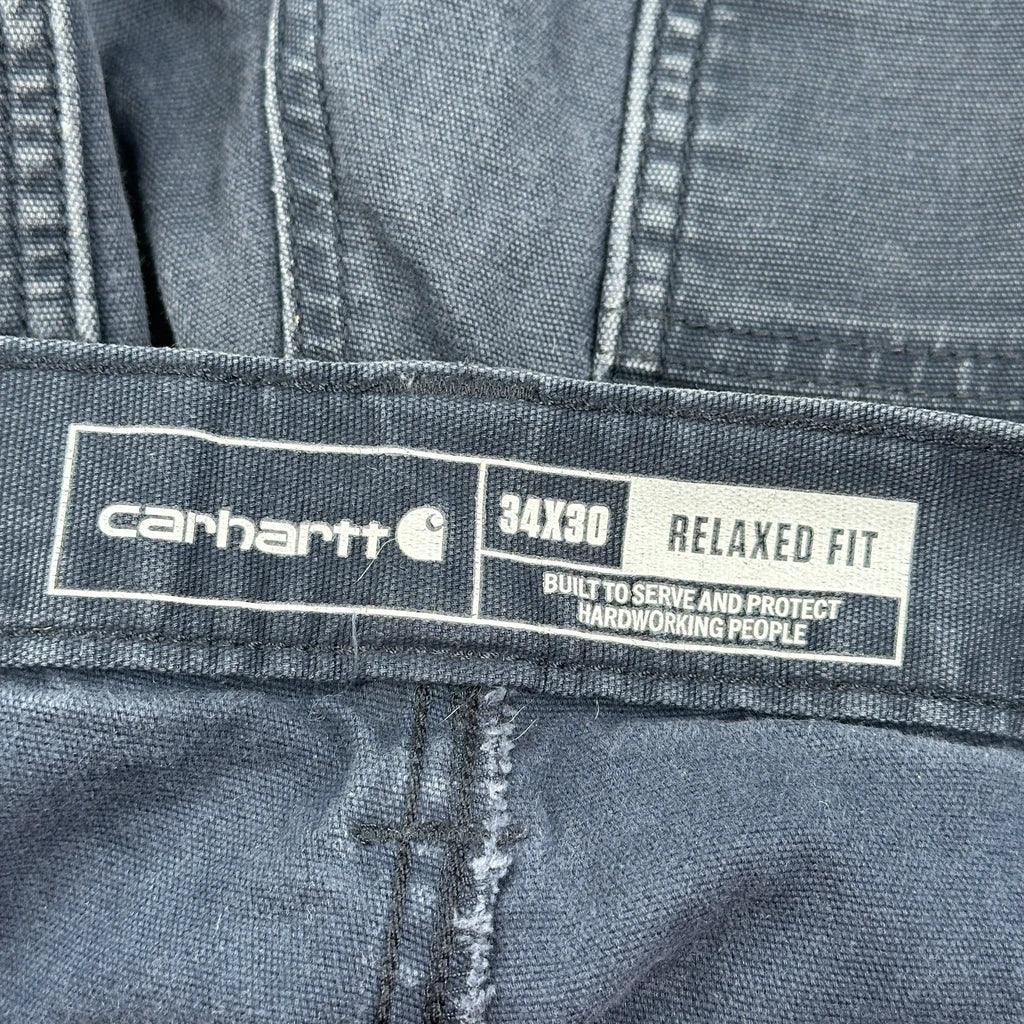 carhartt
34X30
RELAXED FIT
BUILT TO SERVE AND PROTECT
HARDWORKING PEOPLE